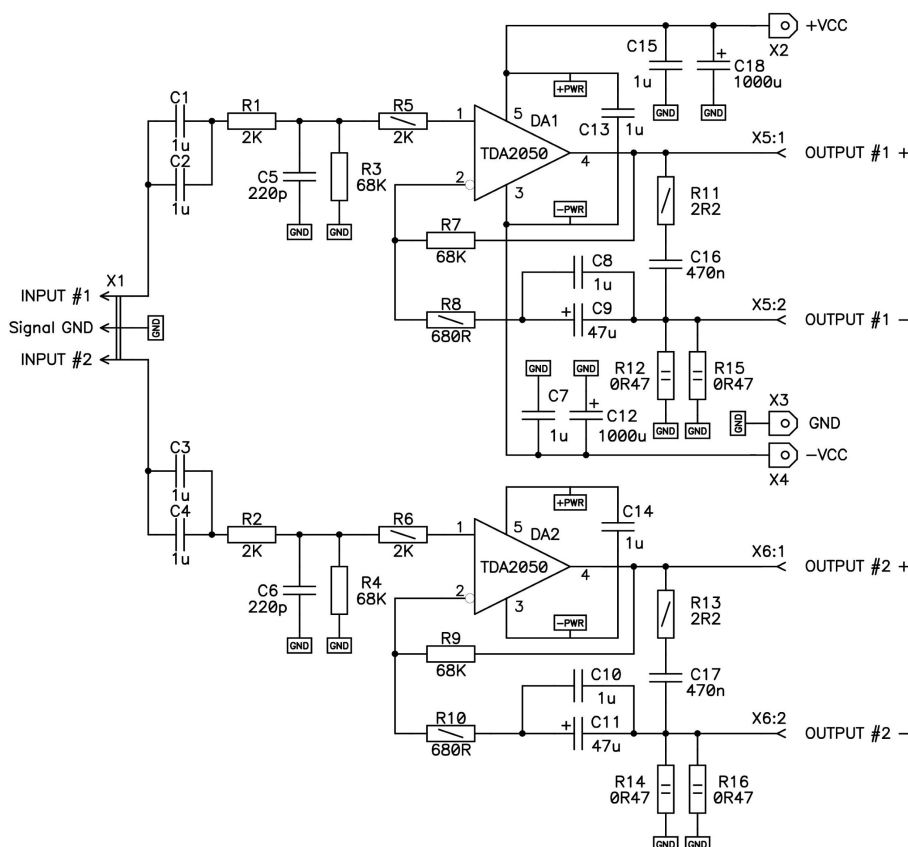 +VCC
X2
C15
1u
+
C18
1000u
GND
GND
+PWR
C13
1u
C1
1u
C2
1u
R1
2K
R5
2K
1
5
DA1
TDA2050
4
2
3
C5
220p
R3
68K
GND
GND
-PWR
X5:1
OUTPUT #1 +
R11
2R2
R7
68K
C8
1u
C16
470n
X1
INPUT #1
Signal GND
GND
INPUT #2
R8
680R
+
C9
47u
X5:2
OUTPUT #1 -
GND
GND
R12
0R47
R15
0R47
C7
1u
+
C12
1000u
GND
GND
X3
GND
GND
-VCC
X4
C3
1u
C4
1u
R2
2K
R6
2K
1
5
DA2
TDA2050
4
2
3
+PWR
C14
1u
C6
220p
R4
68K
GND
GND
-PWR
X6:1
OUTPUT #2 +
R13
2R2
R9
68K
C10
1u
C17
470n
R10
680R
+
C11
47u
X6:2
OUTPUT #2 -
R14
0R47
R16
0R47
GND
GND